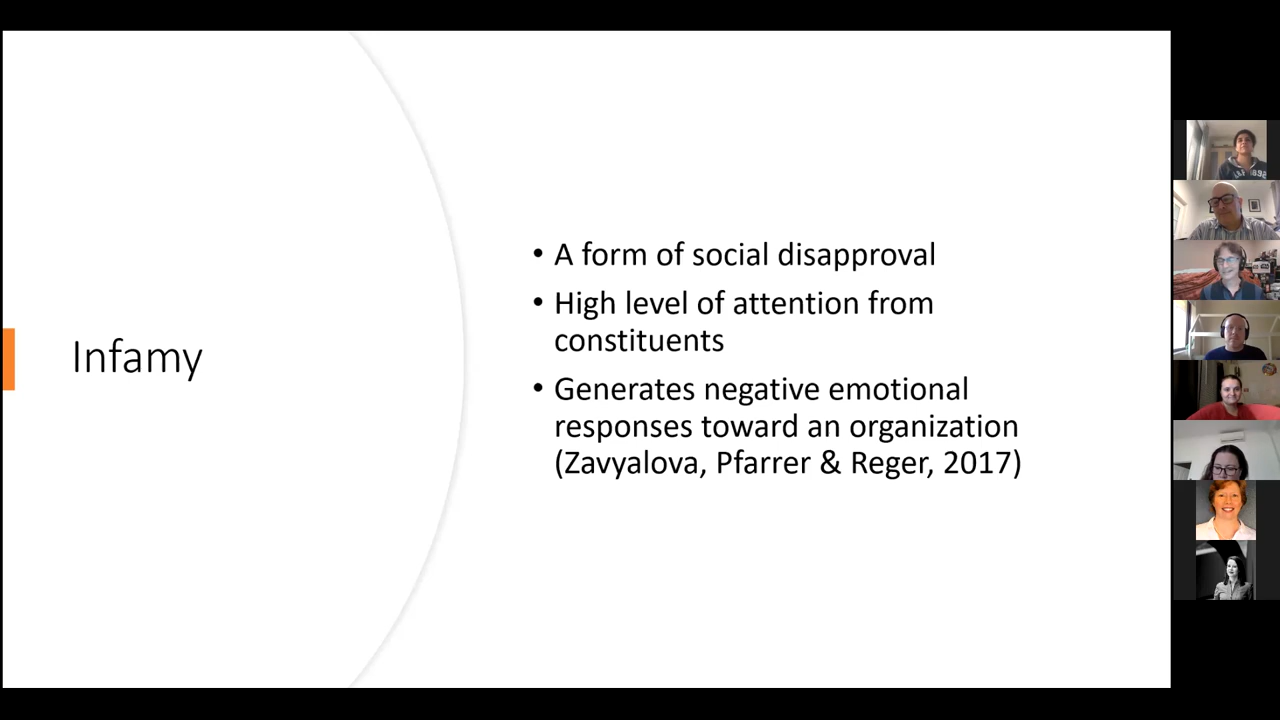 Infamy
• A form of social disapproval
• High level of attention from
constituents
• Generates negative emotional
responses toward an organization
(Zavyalova, Pfarrer & Reger, 2017)